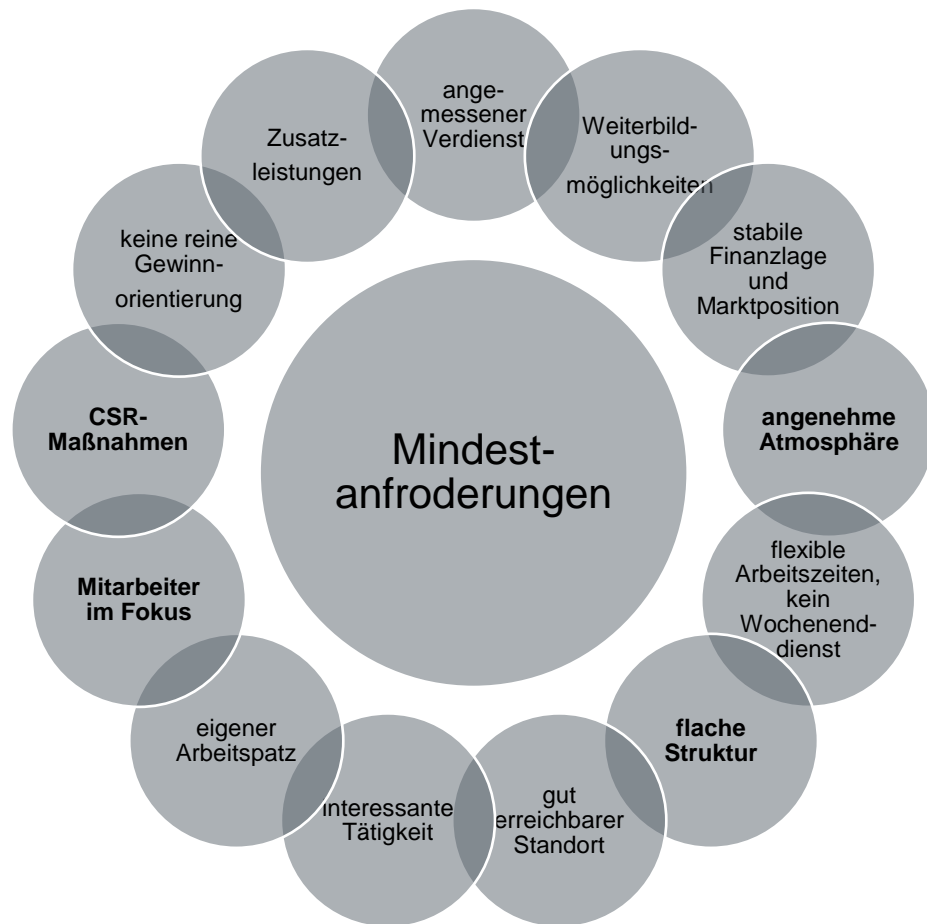 ange-
messener
Verdienst
Weiterbild-
ungs-
möglichkeiten
stabile
Finanzlage
und
Marktposition
angenehme
Atmosphäre
flexible
Arbeitszeiten,
kein
Wochenend-
dienst
flache
Struktur
gut
erreichbarer
Standort
interessante
Tätigkeit
eigener
Arbeitspatz
Mitarbeiter
im Fokus
CSR-
Maßnahmen
keine reine
Gewinn-
orientierung
Zusatz-
leistungen
Mindest-
anfroderungen